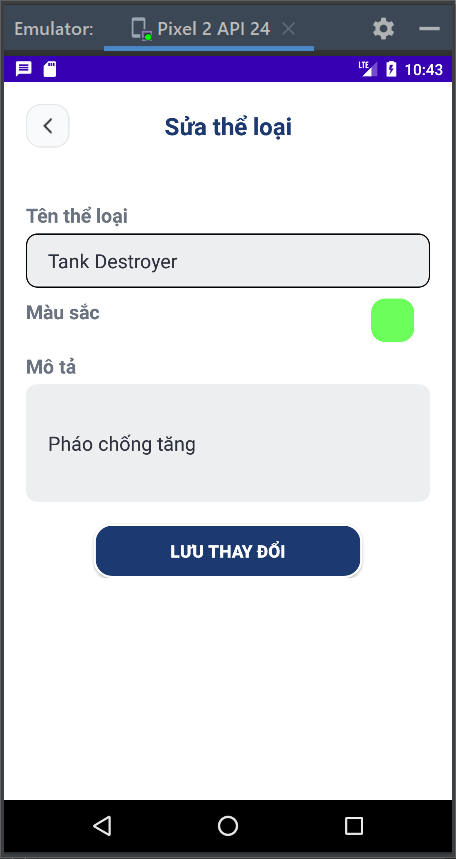 Emulator: Pixel 2 API 24
LTE 10:43
Sửa thể loại
Tên thể loại
Tank Destroyer
Màu sắc
Mô tả
Pháo chống tăng
LƯU THAY ĐỔI